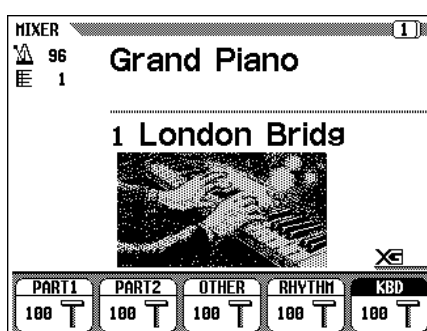 MIXER 1
96
1
Grand Piano
1 London Bridg
XG
PART1 PART2 OTHER RHYTHM KBD
100 100 100 100 100